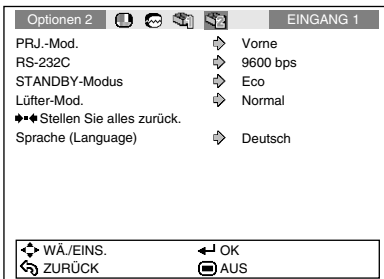 Optionen 2 EINGANG 1
PRJ.-Mod. Vorne
RS-232C 9600 bps
STANDBY-Modus Eco
Lüfter-Mod. Normal
Stellen Sie alles zurück.
Sprache (Language) Deutsch
WÄ./EINS. OK
ZURÜCK AUS